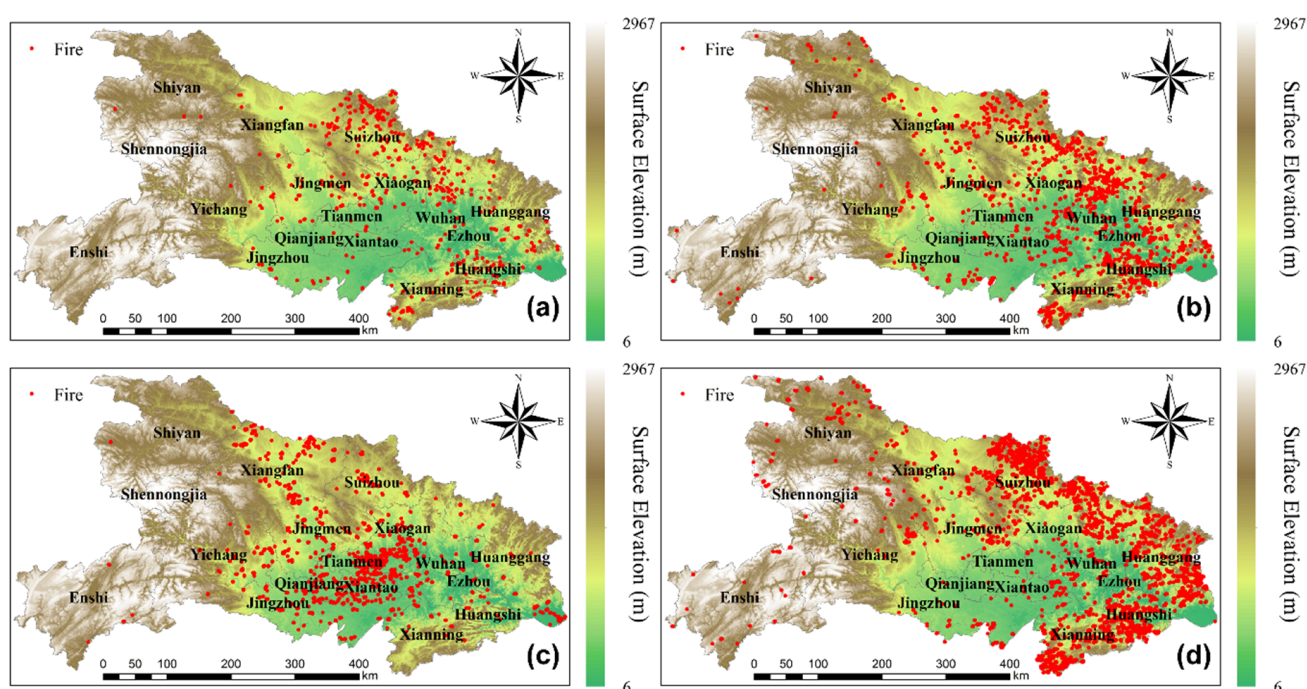 Fire
N
W E
S
Shiyan
Xiangfan
Suizhou
Shennongjia
Jingmen Xiaogan
Yichang
Tianmen Wuhan Huanggang
Qianjiang Xiantao Ezhou
Enshi
Jingzhou Huangshi
Xianning
0 50 100 200 300 400 km
(a)
2967
Surface Elevation (m)
6
Fire
N
W E
S
Shiyan
Xiangfan
Suizhou
Shennongjia
Jingmen Xiaogan
Yichang
Tianmen Wuhan Huanggang
Qianjiang Xiantao Ezhou
Enshi
Jingzhou Huangshi
Xianning
0 50 100 200 300 400 km
(b)
2967
Surface Elevation (m)
6
Fire
N
W E
S
Shiyan
Xiangfan
Suizhou
Shennongjia
Jingmen Xiaogan
Yichang
Tianmen Wuhan Huanggang
Qianjiang Xiantao Ezhou
Enshi
Jingzhou Huangshi
Xianning
0 50 100 200 300 400 km
(c)
2967
Surface Elevation (m)
6
Fire
N
W E
S
Shiyan
Xiangfan
Suizhou
Shennongjia
Jingmen Xiaogan
Yichang
Tianmen Wuhan Huanggang
Qianjiang Xiantao Ezhou
Enshi
Jingzhou Huangshi
Xianning
0 50 100 200 300 400 km
(d)
2967
Surface Elevation (m)
6